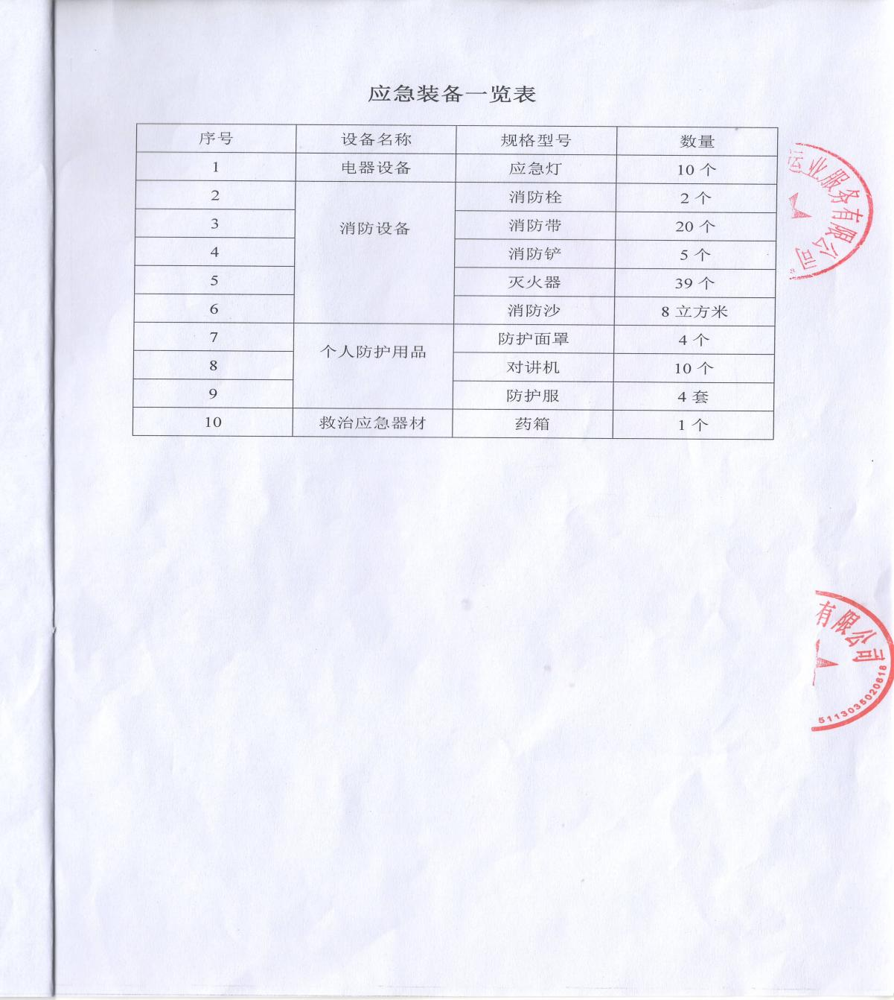 应急装备一览表
序号 设备名称 规格型号 数量
1 电器设备 应急灯 10 个
2 消防设备 消防栓 2 个
3 消防带 20 个
4 消防铲 5 个
5 灭火器 39 个
6 消防沙 8 立方米
7 个人防护用品 防护面罩 4 个
8 对讲机 10 个
9 防护服 4 套
10 救治应急器材 药箱 1 个
运业服务有限公司
有限公司
5113035020618